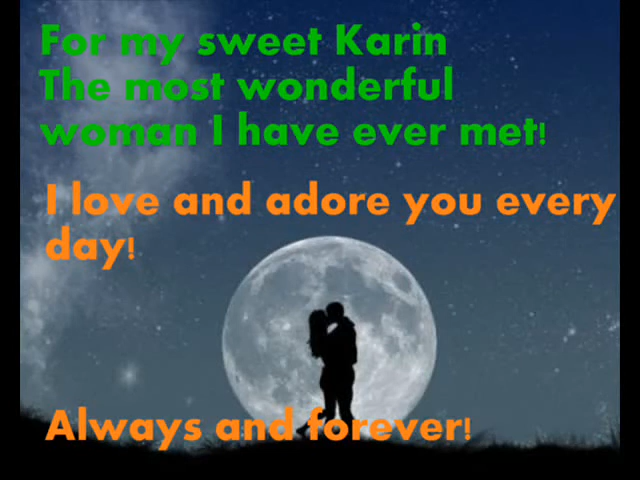 For my sweet Karin
The most wonderful
woman I have ever met!
I love and adore you every
day!
Always and forever!